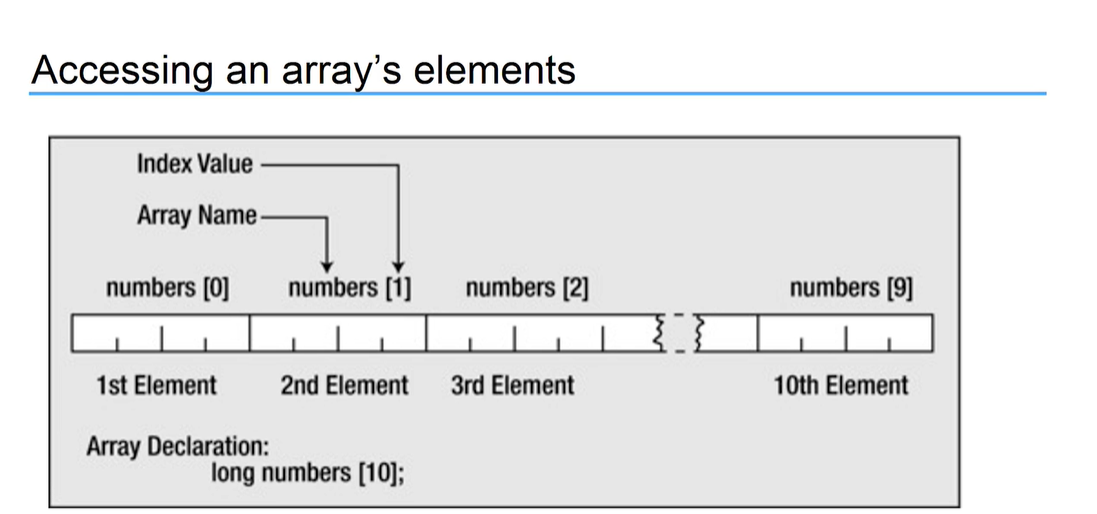 Accessing an array’s elements
Index Value
Array Name
numbers [0] numbers [1] numbers [2] numbers [9]
1st Element 2nd Element 3rd Element 10th Element
Array Declaration:
long numbers [10];